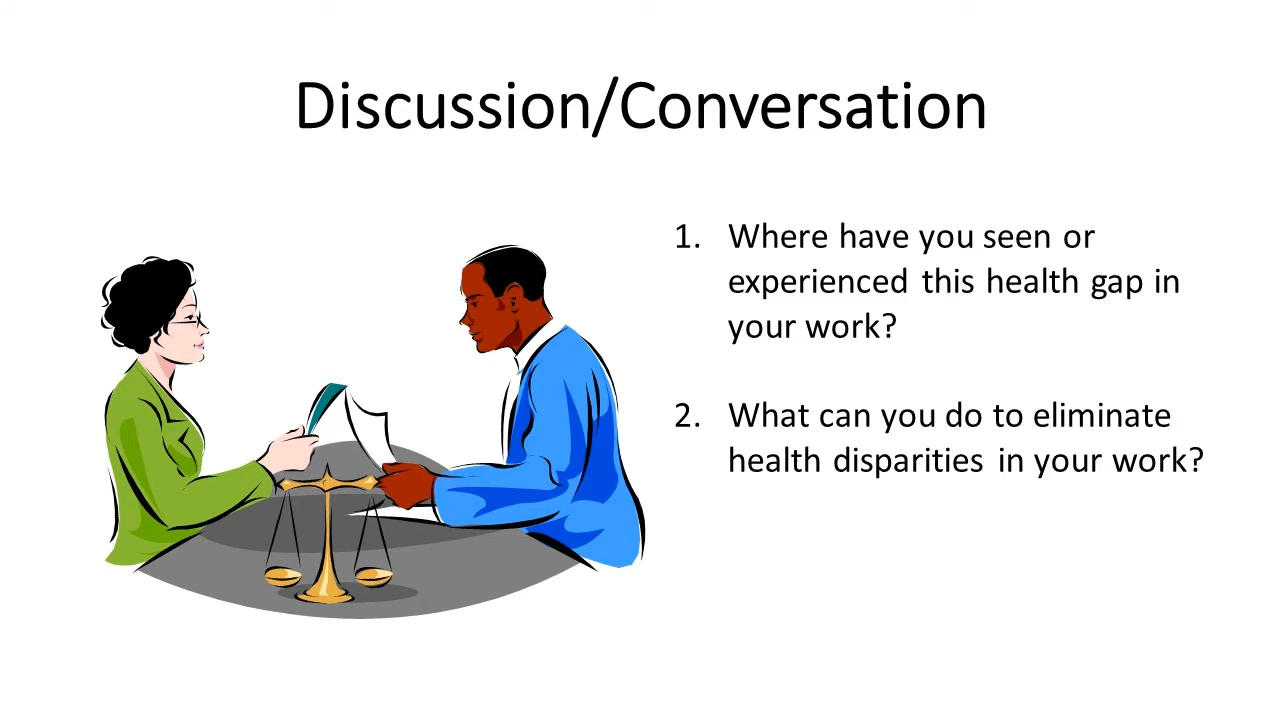 Discussion/Conversation
1. Where have you seen or
experienced this health gap in
your work?
2. What can you do to eliminate
health disparities in your work?